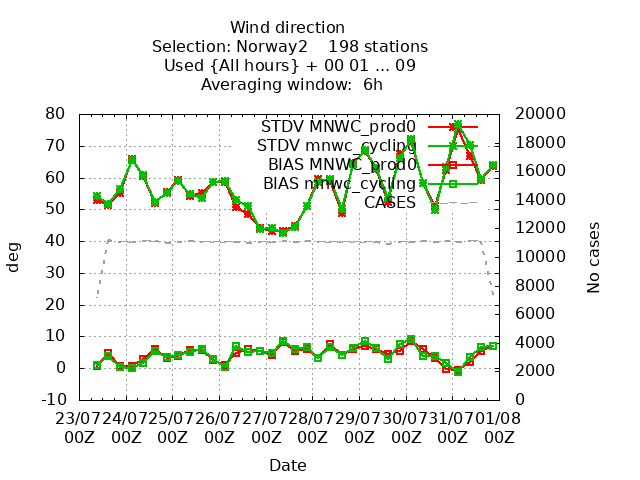 Wind direction
Selection: Norway2    198 stations
Used {All hours} + 00 01 ... 09
Averaging window:  6h
80
70
60
50
40
30
20
10
0
-10
deg
20000
18000
16000
14000
12000
10000
8000
6000
4000
2000
0
No cases
STDV MNWC_prod0
STDV mnwc_cycling
BIAS MNWC_prod0
BIAS mnwc_cycling
CASES
23/07 24/07 25/07 26/07 27/07 28/07 29/07 30/07 31/07 01/08
00Z 00Z 00Z 00Z 00Z 00Z 00Z 00Z 00Z 00Z
Date